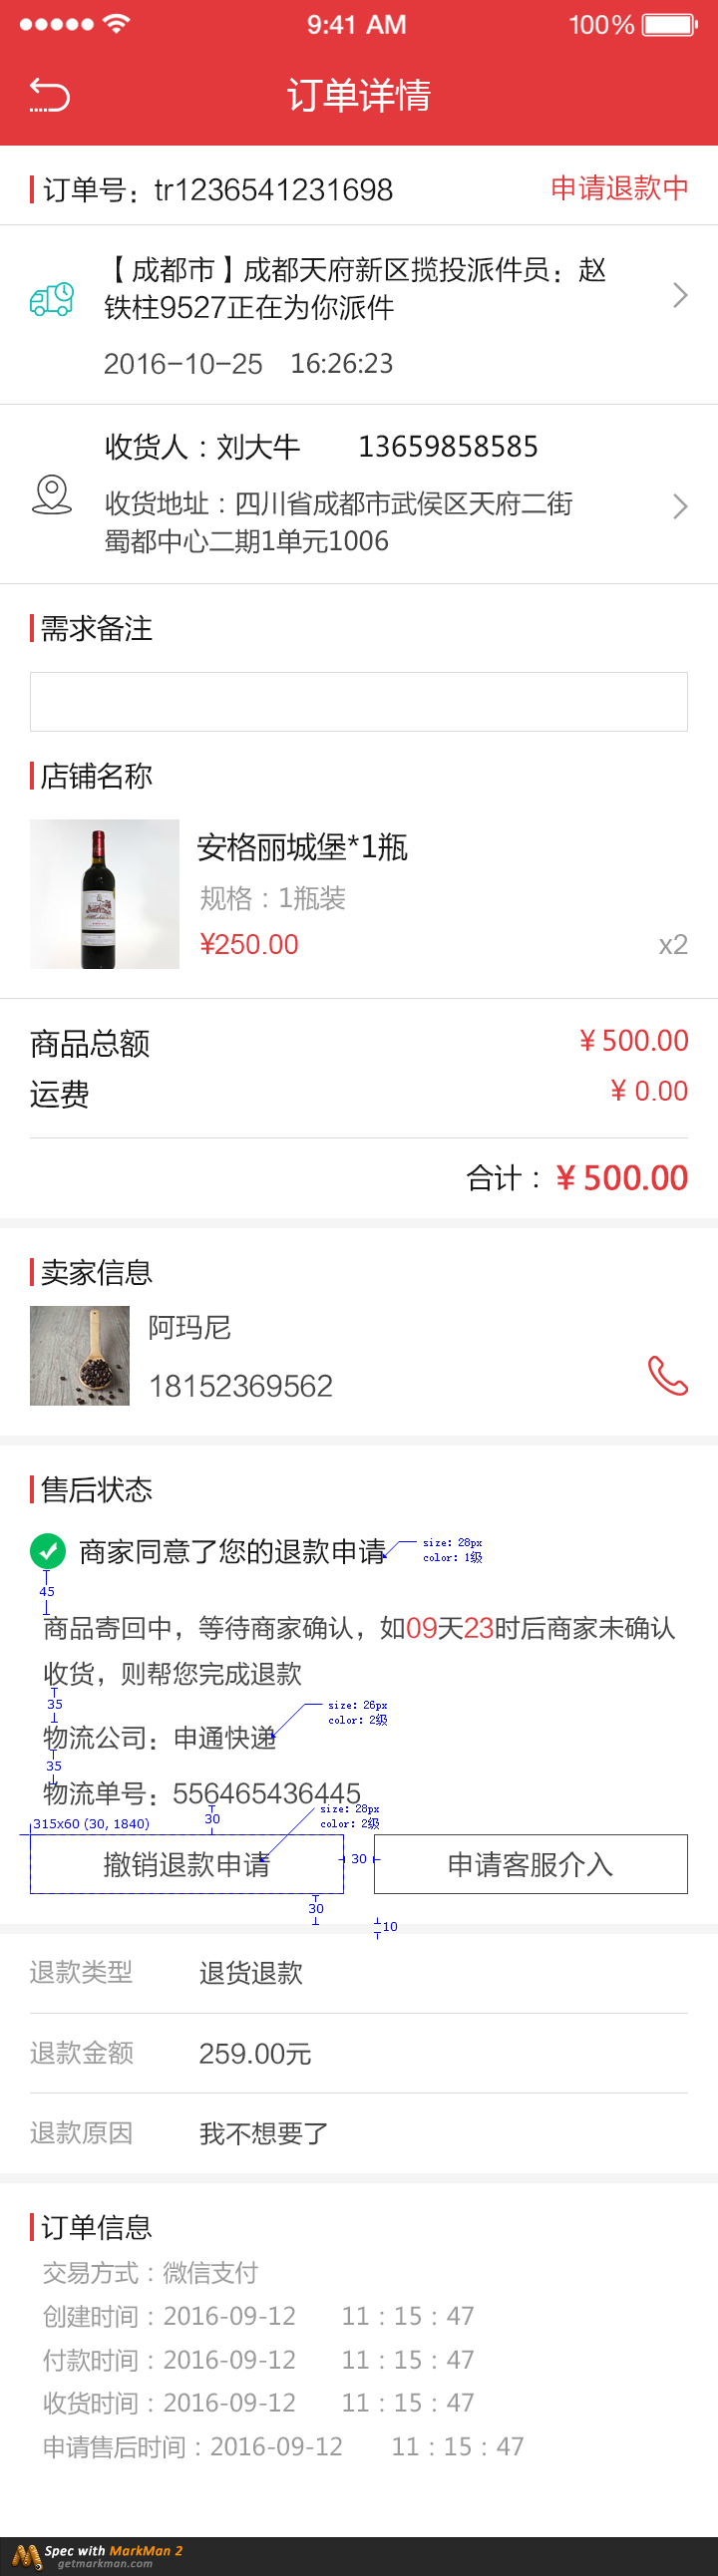 9:41 AM 100%
订单详情
订单号：tr1236541231698 申请退款中
【成都市】成都天府新区揽投派件员：赵
铁柱9527正在为你派件
2016-10-25 16:26:23
收货人：刘大牛 13659858585
收货地址：四川省成都市武侯区天府二街
蜀都中心二期1单元1006
需求备注
店铺名称
安格丽城堡*1瓶
规格：1瓶装
¥250.00 x2
商品总额 ¥500.00
运费 ¥ 0.00
合计：¥500.00
卖家信息
阿玛尼
18152369562
售后状态
商家同意了您的退款申请
size: 28px
color: 1级
45
商品寄回中，等待商家确认，如09天23时后商家未确认
收货，则帮您完成退款
35
size: 26px
color: 2级
物流公司：申通快递
35
物流单号：556465436445
size: 28px
color: 2级
315x60 (30, 1840)
30
撤销退款申请 30 申请客服介入
30
10
退款类型 退货退款
退款金额 259.00元
退款原因 我不想要了
订单信息
交易方式：微信支付
创建时间：2016-09-12 11：15：47
付款时间：2016-09-12 11：15：47
收货时间：2016-09-12 11：15：47
申请售后时间：2016-09-12 11：15：47
Spec with MarkMan 2
getmarkman.com